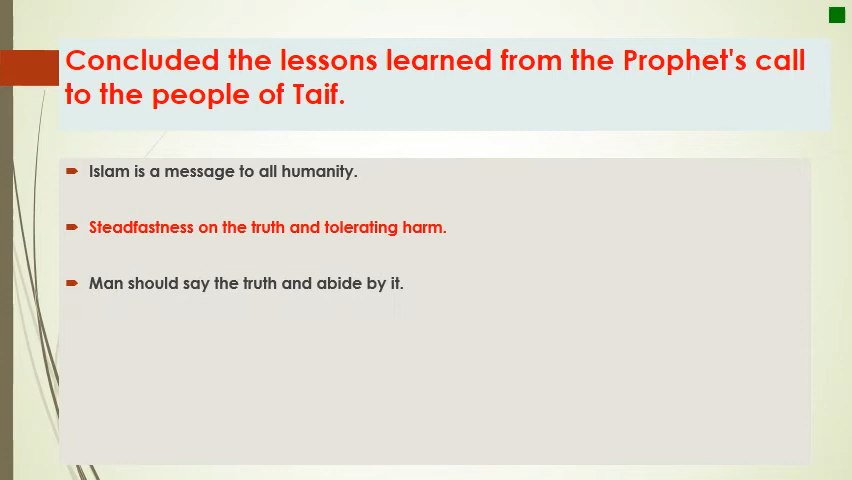 Concluded the lessons learned from the Prophet's call
to the people of Taif.
Islam is a message to all humanity.
Steadfastness on the truth and tolerating harm.
Man should say the truth and abide by it.